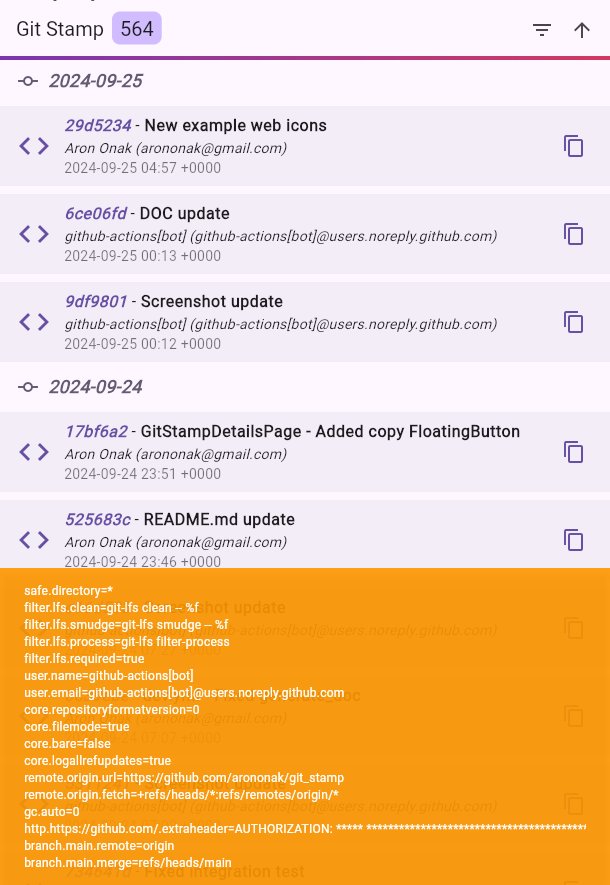 Git Stamp 564
2024-09-25
29d5234 - New example web icons
Aron Onak (arononak@gmail.com)
2024-09-25 04:57 +0000
6ce06fd - DOC update
github-actions[bot] (github-actions[bot]@users.noreply.github.com)
2024-09-25 00:13 +0000
9df9801 - Screenshot update
github-actions[bot] (github-actions[bot]@users.noreply.github.com)
2024-09-25 00:12 +0000
2024-09-24
17bf6a2 - GitStampDetailsPage - Added copy FloatingButton
Aron Onak (arononak@gmail.com)
2024-09-24 23:51 +0000
525683c - README.md update
Aron Onak (arononak@gmail.com)
2024-09-24 23:46 +0000
safe.directory=*
filter.lfs.clean=git-lfs clean -- %f
filter.lfs.smudge=git-lfs smudge -- %f
filter.lfs.process=git-lfs filter-process
filter.lfs.required=true
user.name=github-actions[bot]
user.email=github-actions[bot]@users.noreply.github.com
core.repositoryformatversion=0
core.filemode=true
core.bare=false
core.logallrefupdates=true
remote.origin.url=https://github.com/arononak/git_stamp
remote.origin.fetch=+refs/heads/*:refs/remotes/origin/*
gc.auto=0
http.https://github.com/.extraheader=AUTHORIZATION: ***** ****************************************
branch.main.remote=origin
branch.main.merge=refs/heads/main
Screenshot update
Fixed integration test